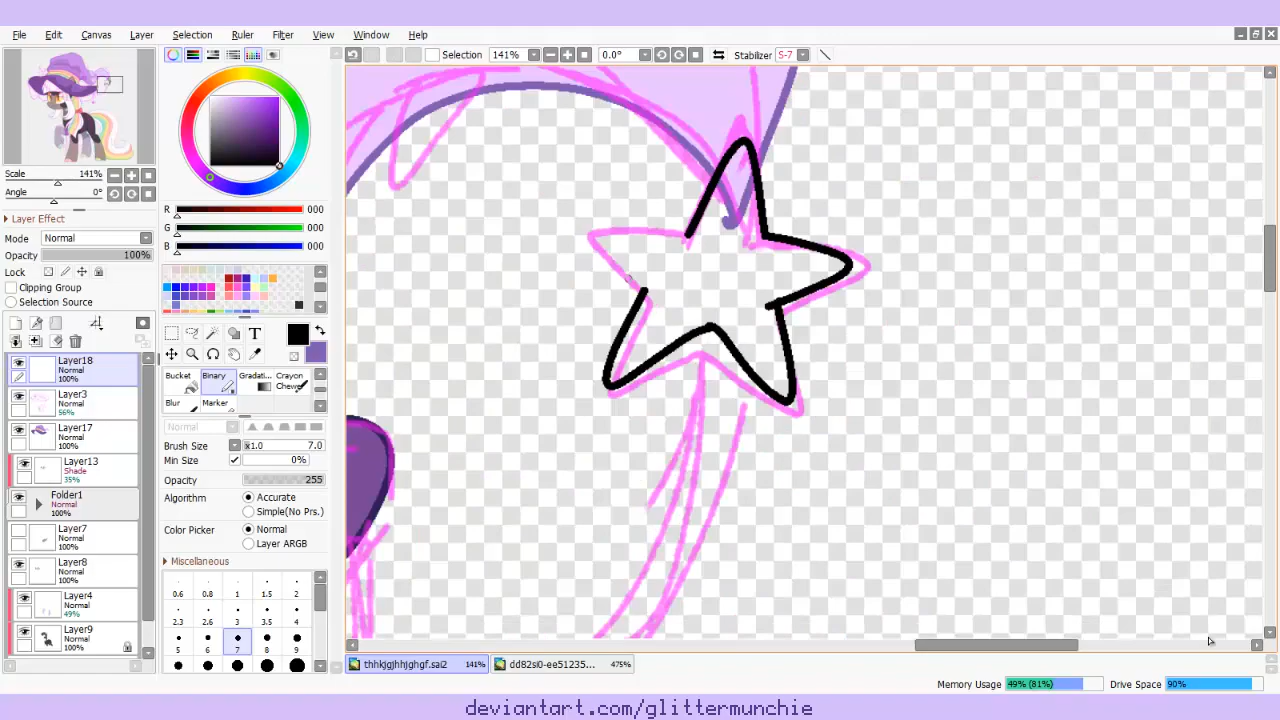 File Edit Canvas Layer Selection Ruler Filter View Window Help
Selection 141% 0.0° Stabilizer S-7
Scale 141%
Angle 0°
Layer Effect
Mode Normal
Opacity 100%
Lock
Clipping Group
Selection Source
Layer18
Normal
100%
Layer3
Normal
56%
Layer17
Normal
100%
Layer13
Shade
35%
Folder1
Normal
100%
Layer7
Normal
100%
Layer8
Normal
100%
Layer4
Normal
49%
Layer9
Normal
100%
R 000
G 000
B 000
T
Bucket Binary Gradati.. Crayon
Chewe
Blur Marker
Normal
Brush Size x1.0 7.0
Min Size 0%
Opacity 255
Algorithm Accurate
Simple(No Prs.)
Color Picker Normal
Layer ARGB
Miscellaneous
0.6 0.8 1 1.5 2
2.3 2.6 3 3.5 4
5 6 7 8 9
thhkjgjhhjghgf.sai2 141% 475%
Memory Usage 49% (81%) Drive Space 90%
deviantart.com/glittermunchie